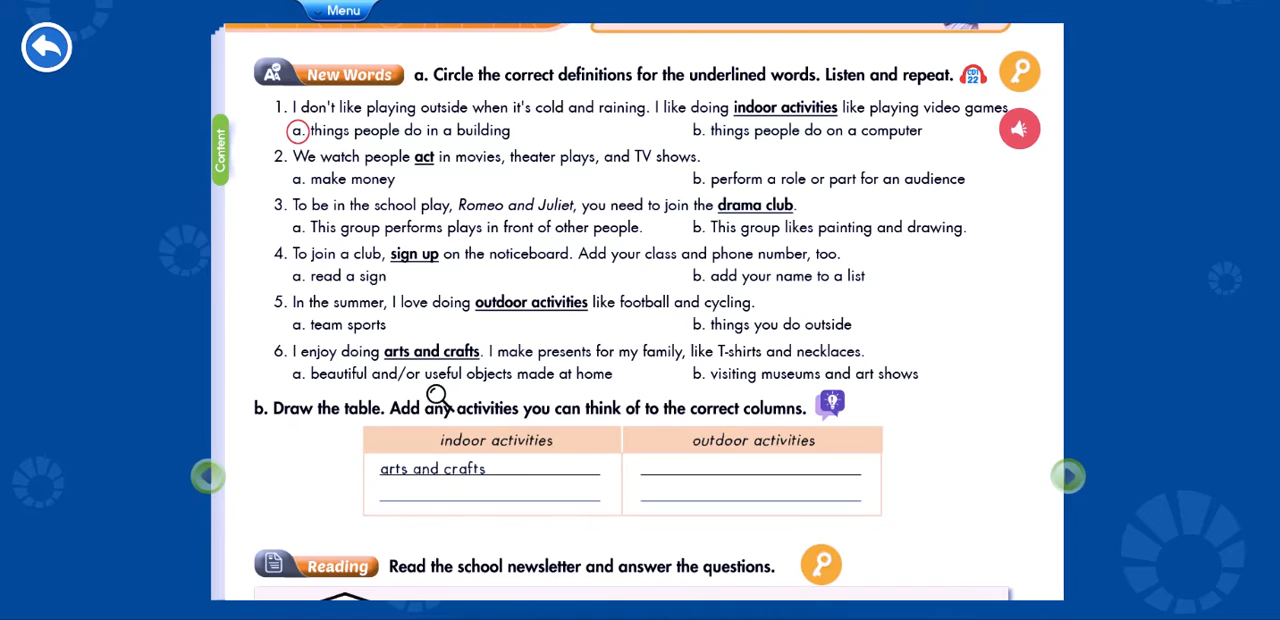 Menu
New Words a. Circle the correct definitions for the underlined words. Listen and repeat. CD1 22
1. I don't like playing outside when it's cold and raining. I like doing indoor activities like playing video games
a. things people do in a building b. things people do on a computer
2. We watch people act in movies, theater plays, and TV shows.
a. make money b. perform a role or part for an audience
3. To be in the school play, Romeo and Juliet, you need to join the drama club.
a. This group performs plays in front of other people. b. This group likes painting and drawing.
4. To join a club, sign up on the noticeboard. Add your class and phone number, too.
a. read a sign b. add your name to a list
5. In the summer, I love doing outdoor activities like football and cycling.
a. team sports b. things you do outside
6. I enjoy doing arts and crafts. I make presents for my family, like T-shirts and necklaces.
a. beautiful and/or useful objects made at home b. visiting museums and art shows
b. Draw the table. Add any activities you can think of to the correct columns.
indoor activities outdoor activities
arts and crafts
Reading Read the school newsletter and answer the questions.
Content